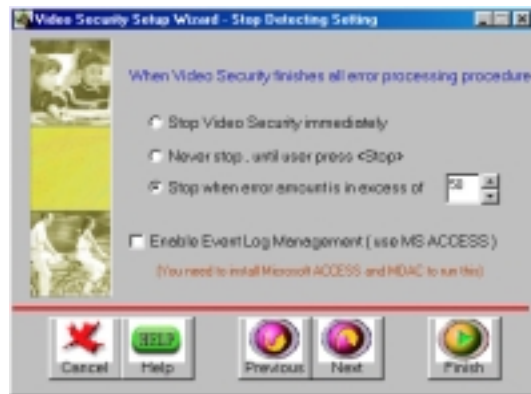 Video Security Setup Wizard - Stop Detecting Setting
When Video Security finishes all error processing procedure
Stop Video Security immediately
Never stop , until user press <Stop>
Stop when error amount is in excess of 50
Enable Event Log Management ( use MS ACCESS )
(You need to install Microsoft ACCESS and MDAC to run this)
HELP
Cancel Help Previous Next Finish